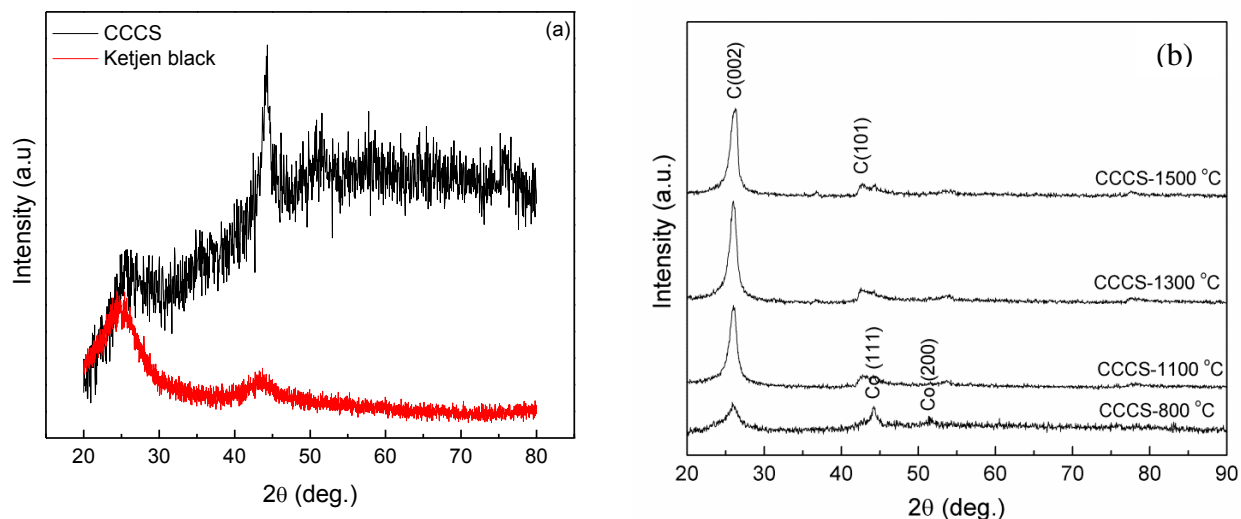 (a)
CCCS
Ketjen black
Intensity (a.u)
20 30 40 50 60 70 80
2θ (deg.)
(b)
C(002)
C(101)
CCCS-1500 °C
CCCS-1300 °C
Co (111)
Co (200)
CCCS-1100 °C
CCCS-800 °C
Intensity (a.u.)
20 30 40 50 60 70 80 90
2θ (deg.)